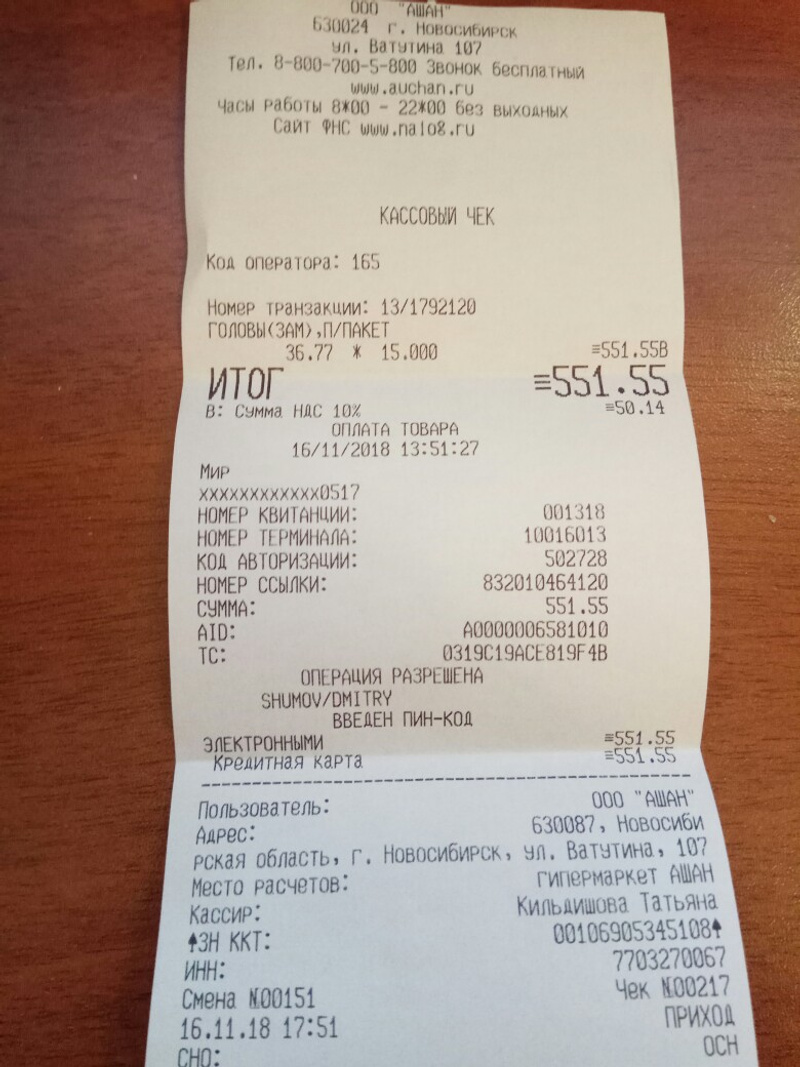 ООО "АШАН"
630024 г. Новосибирск
ул. Ватутина 107
Тел. 8-800-700-5-800 Звонок бесплатный
www.auchan.ru
Часы работы 8*00 - 22*00 без выходных
Сайт ФНС www.nalog.ru
КАССОВЫЙ ЧЕК
Код оператора: 165
Номер транзакции: 13/1792120
ГОЛОВЫ(ЗАМ),П/ПАКЕТ
36.77 * 15.000 =551.55В
ИТОГ =551.55
В: Сумма НДС 10% =50.14
ОПЛАТА ТОВАРА
16/11/2018 13:51:27
Мир
xxxxxxxxxxxx0517
НОМЕР КВИТАНЦИИ: 001318
НОМЕР ТЕРМИНАЛА: 10016013
КОД АВТОРИЗАЦИИ: 502728
НОМЕР ССЫЛКИ: 832010464120
СУММА: 551.55
AID: A0000006581010
TC: 0319C19ACE819F4B
ОПЕРАЦИЯ РАЗРЕШЕНА
SHUMOV/DMITRY
ВВЕДЕН ПИН-КОД
ЭЛЕКТРОННЫМИ =551.55
Кредитная карта =551.55
Пользователь: ООО "АШАН"
Адрес: 630087, Новосиби
рская область, г. Новосибирск, ул. Ватутина, 107
Место расчетов: ГИПЕРМАРКЕТ АШАН
Кассир: Кильдишова Татьяна
↑ЗН ККТ: 00106905345108↑
ИНН: 7703270067
Смена №00151 Чек №00217
16.11.18 17:51 ПРИХОД
СНО: ОСН